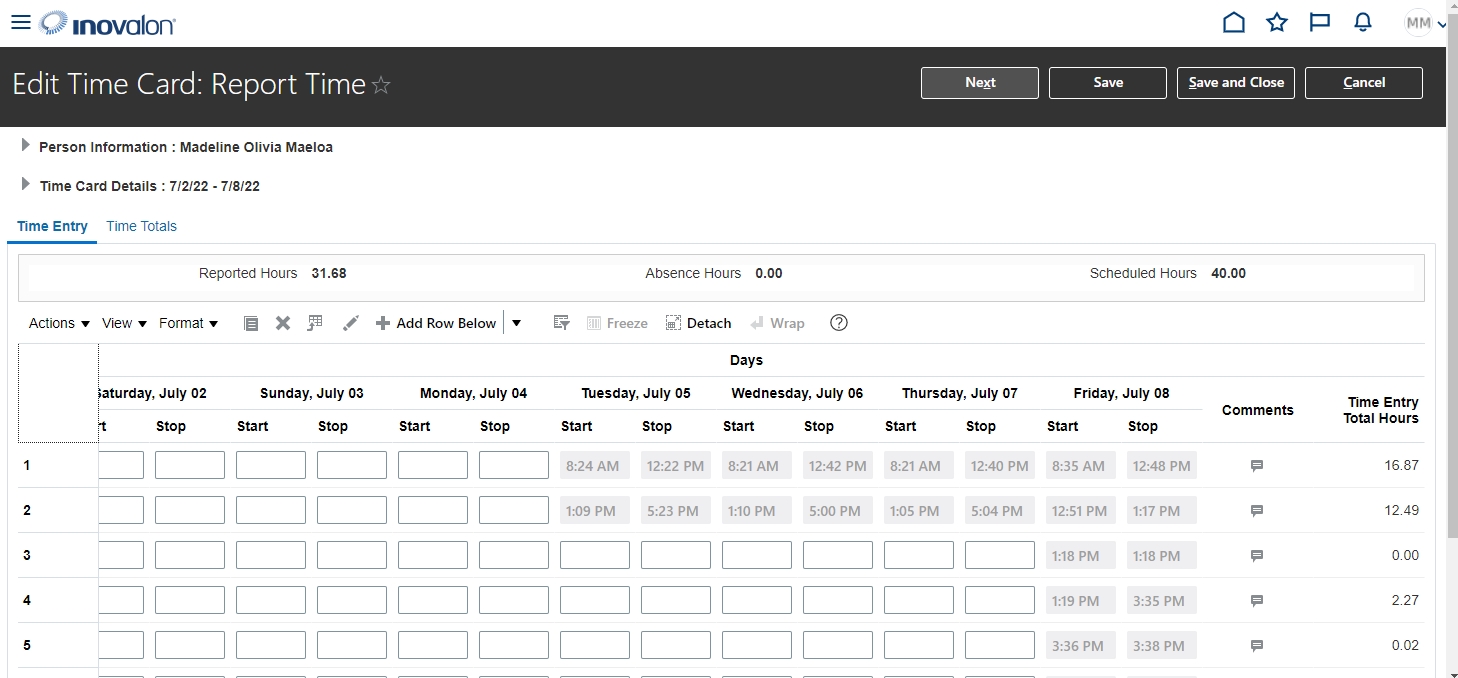 inovalon
MM
Edit Time Card: Report Time
Next Save Save and Close Cancel
Person Information : Madeline Olivia Maeloa
Time Card Details : 7/2/22 - 7/8/22
Time Entry Time Totals
Reported Hours 31.68 Absence Hours 0.00 Scheduled Hours 40.00
Actions View Format Add Row Below Freeze Detach Wrap ?
Days
Saturday, July 02 Sunday, July 03 Monday, July 04 Tuesday, July 05 Wednesday, July 06 Thursday, July 07 Friday, July 08 Comments Time Entry Total Hours
rt Stop Start Stop Start Stop Start Stop Start Stop Start Stop Start Stop
1 8:24 AM 12:22 PM 8:21 AM 12:42 PM 8:21 AM 12:40 PM 8:35 AM 12:48 PM 16.87
2 1:09 PM 5:23 PM 1:10 PM 5:00 PM 1:05 PM 5:04 PM 12:51 PM 1:17 PM 12.49
3 1:18 PM 1:18 PM 0.00
4 1:19 PM 3:35 PM 2.27
5 3:36 PM 3:38 PM 0.02